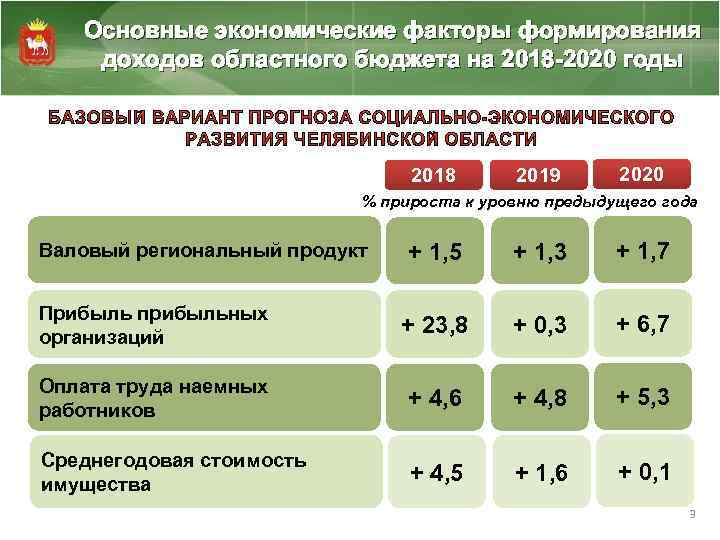 Основные экономические факторы формирования
доходов областного бюджета на 2018-2020 годы
БАЗОВЫЙ ВАРИАНТ ПРОГНОЗА СОЦИАЛЬНО-ЭКОНОМИЧЕСКОГО
РАЗВИТИЯ ЧЕЛЯБИНСКОЙ ОБЛАСТИ
2018 2019 2020
% прироста к уровню предыдущего года
Валовый региональный продукт + 1,5 + 1,3 + 1,7
Прибыль прибыльных
организаций + 23,8 + 0,3 + 6,7
Оплата труда наемных
работников + 4,6 + 4,8 + 5,3
Среднегодовая стоимость
имущества + 4,5 + 1,6 + 0,1
3